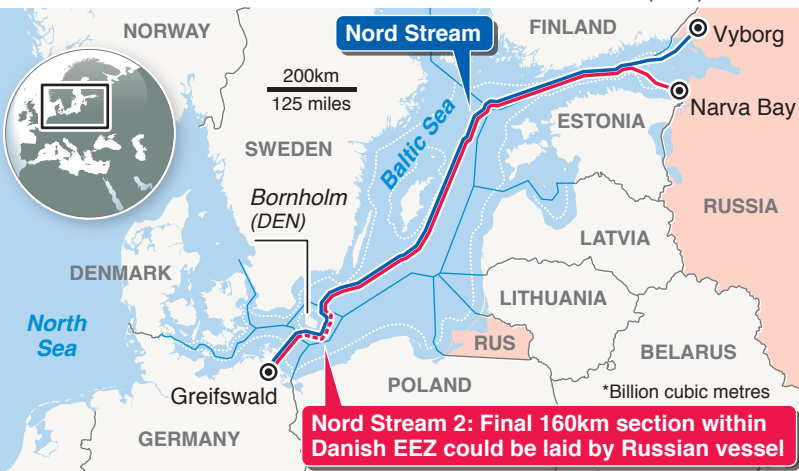 NORWAY
Nord Stream
FINLAND
Vyborg
200km
125 miles
Narva Bay
ESTONIA
Baltic Sea
SWEDEN
Bornholm
(DEN)
RUSSIA
LATVIA
DENMARK
LITHUANIA
North
Sea
RUS
BELARUS
Greifswald
POLAND
*Billion cubic metres
Nord Stream 2: Final 160km section within
Danish EEZ could be laid by Russian vessel
GERMANY